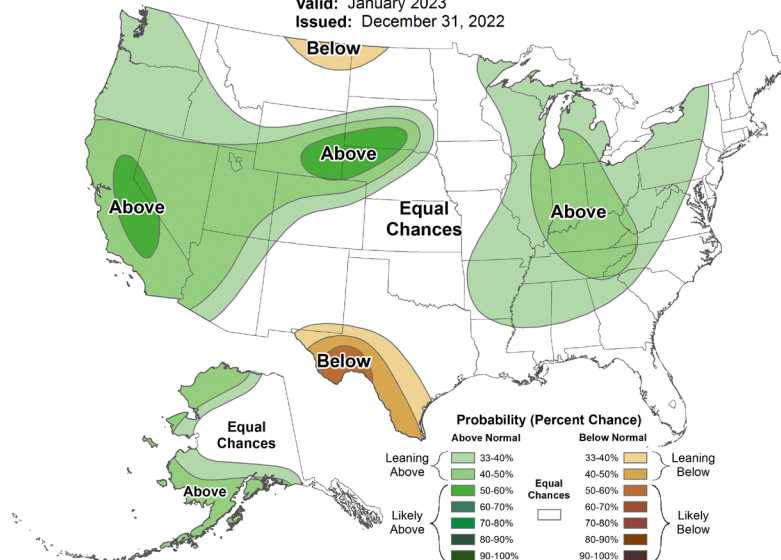 Valid: January 2023
Issued: December 31, 2022
Below
Above
Above
Equal
Chances
Above
Below
Equal
Chances
Above
Probability (Percent Chance)
Above Normal
Below Normal
Leaning
Above
33-40%
40-50%
50-60%
60-70%
70-80%
80-90%
90-100%
Likely
Above
Equal
Chances
33-40%
40-50%
50-60%
60-70%
70-80%
80-90%
90-100%
Leaning
Below
Likely
Below